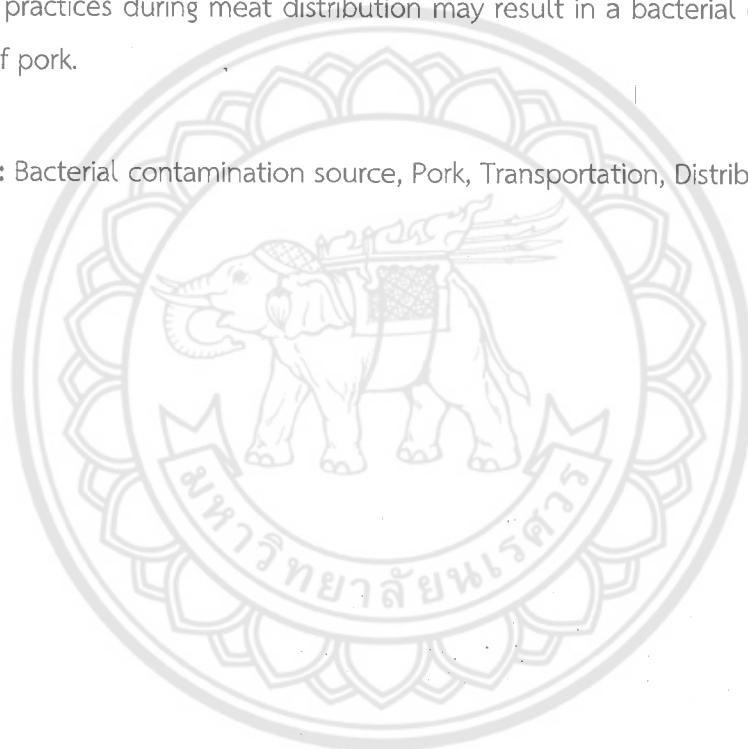 practices during meat distribution may result in a bacterial
f pork.
: Bacterial contamination source, Pork, Transportation, Distrib
มหาวิทยาลัยนเรศวร